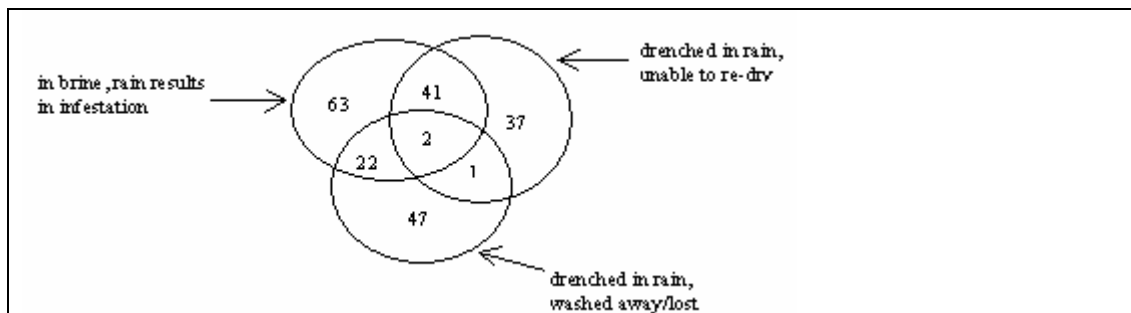 drenched in rain,
unable to re-dry
in brine ,rain results
in infestation
63
41
37
2
22
1
47
drenched in rain,
washed away/lost